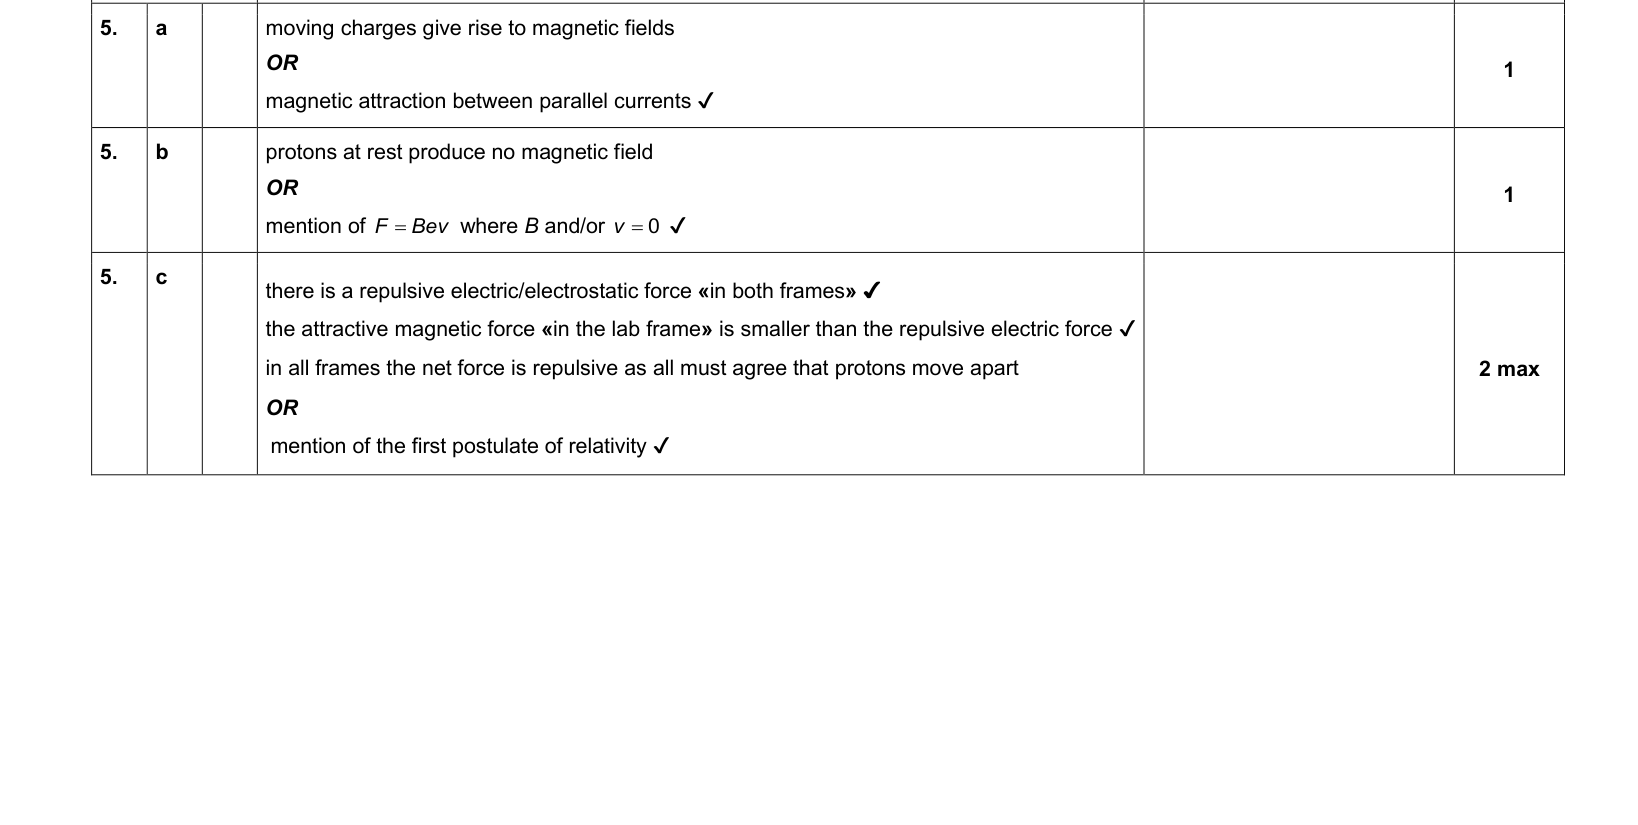 5. a moving charges give rise to magnetic fields
OR
1
magnetic attraction between parallel currents ✓
5. b protons at rest produce no magnetic field
OR
1
mention of F = Bev where B and/or v = 0 ✓
5. c
there is a repulsive electric/electrostatic force «in both frames» ✓
the attractive magnetic force «in the lab frame» is smaller than the repulsive electric force ✓
in all frames the net force is repulsive as all must agree that protons move apart
2 max
OR
mention of the first postulate of relativity ✓